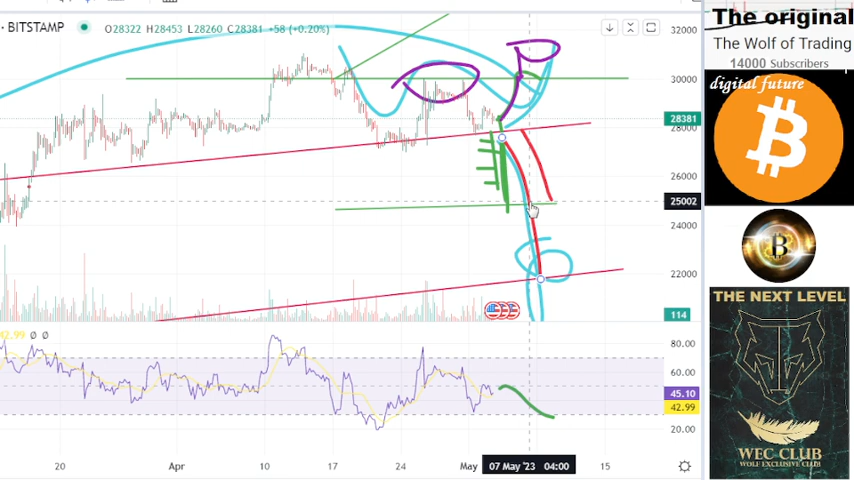 BITSTAMP
O28322 H28453 L28260 C28381 +58 (+0.20%)
32000
30000
28381
28000
26000
25002
24000
22000
114
42.99
80.00
60.00
45.10
42.99
20.00
20
Apr
10
17
24
May
07 May '23 04:00
15
The original
The Wolf of Trading
14000 Subscribers
digital future
THE NEXT LEVEL
WEC CLUB
WOLF EXCLUSIVE CLUB